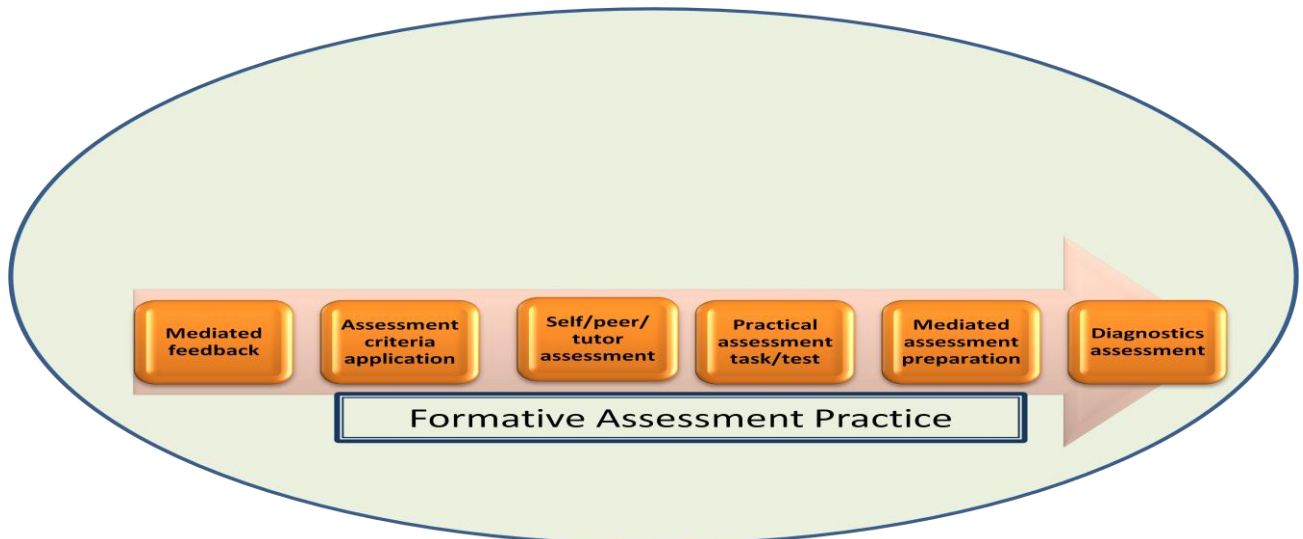 Mediated
feedback
Assessment
criteria
application
Self/peer/
tutor
assessment
Practical
assessment
task/test
Mediated
assessment
preparation
Diagnostics
assessment
Formative Assessment Practice